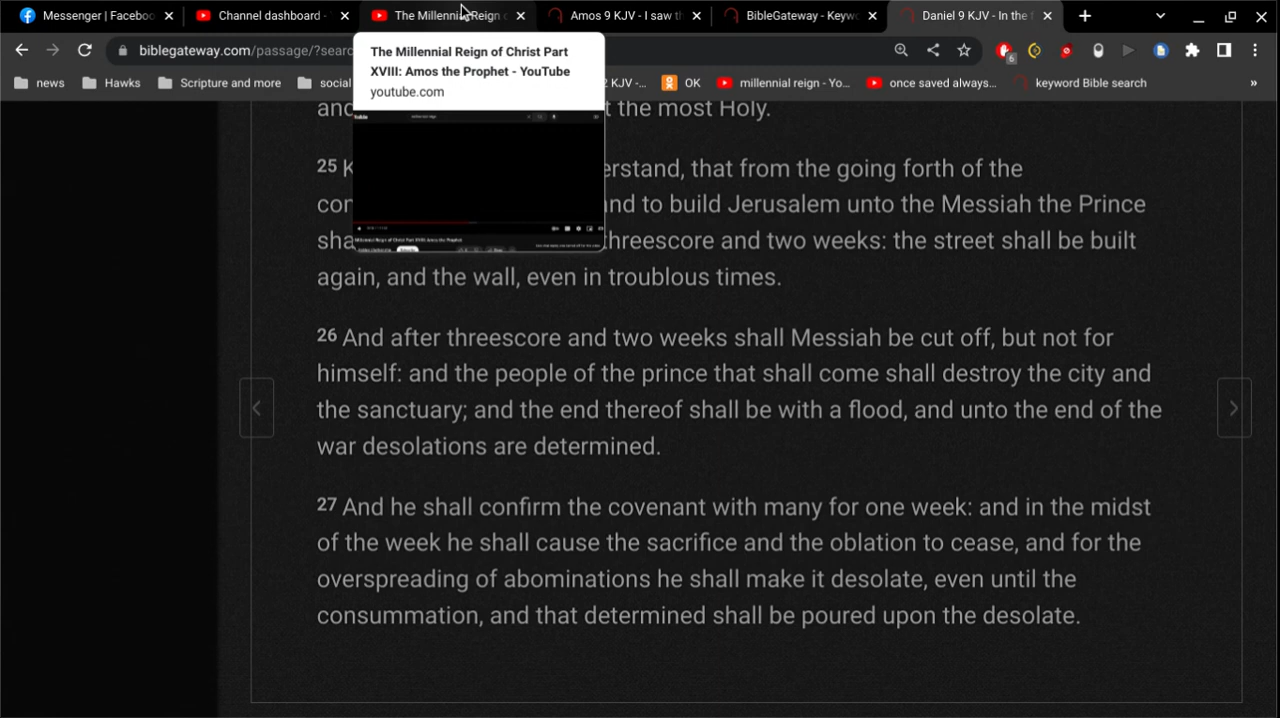 Messenger | Facebo
Channel dashboard -
The Millennial Reign
Amos 9 KJV - I saw th
BibleGateway - Keyw
Daniel 9 KJV - In the f
biblegateway.com/passage/?sear
6
news
Hawks
Scripture and more
social
2 KJV -...
OK
millennial reign - Yo...
once saved always...
keyword Bible search
»
The Millennial Reign of Christ Part
XVIII: Amos the Prophet - YouTube
youtube.com
t the most Holy.
25 K erstand, that from the going forth of the
nd to build Jerusalem unto the Messiah the Prince
sha threescore and two weeks: the street shall be built
again, and the wall, even in troublous times.
26 And after threescore and two weeks shall Messiah be cut off, but not for
himself: and the people of the prince that shall come shall destroy the city and
the sanctuary; and the end thereof shall be with a flood, and unto the end of the
war desolations are determined.
27 And he shall confirm the covenant with many for one week: and in the midst
of the week he shall cause the sacrifice and the oblation to cease, and for the
overspreading of abominations he shall make it desolate, even until the
consummation, and that determined shall be poured upon the desolate.